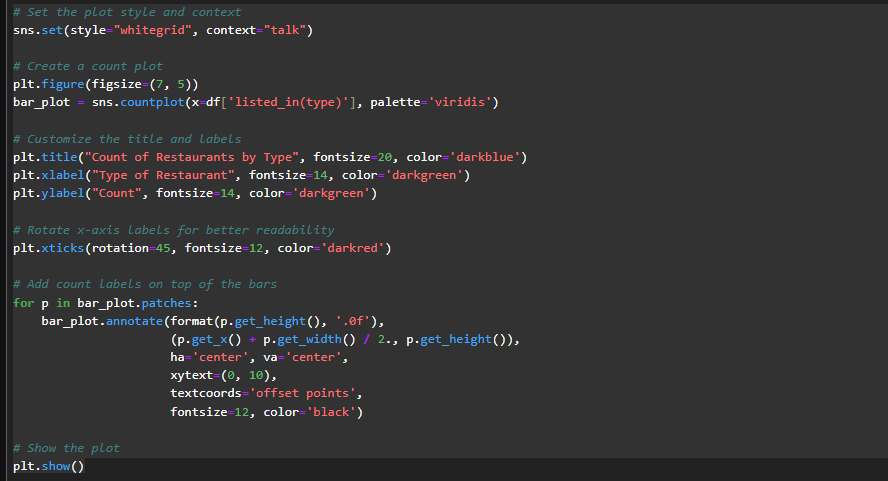 # Set the plot style and context
sns.set(style="whitegrid", context="talk")
# Create a count plot
plt.figure(figsize=(7, 5))
bar_plot = sns.countplot(x=df['listed_in(type)'], palette='viridis')
# Customize the title and labels
plt.title("Count of Restaurants by Type", fontsize=20, color='darkblue')
plt.xlabel("Type of Restaurant", fontsize=14, color='darkgreen')
plt.ylabel("Count", fontsize=14, color='darkgreen')
# Rotate x-axis labels for better readability
plt.xticks(rotation=45, fontsize=12, color='darkred')
# Add count labels on top of the bars
for p in bar_plot.patches:
    bar_plot.annotate(format(p.get_height(), '.0f'),
                      (p.get_x() + p.get_width() / 2., p.get_height()),
                      ha='center', va='center',
                      xytext=(0, 10),
                      textcoords='offset points',
                      fontsize=12, color='black')
# Show the plot
plt.show()